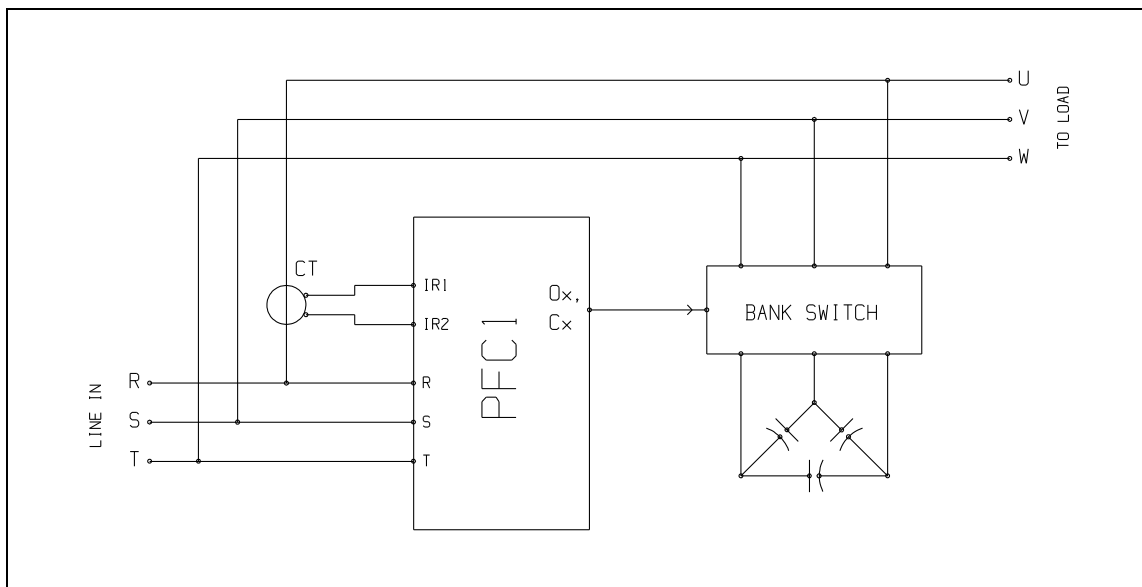 U
V
W
TO LOAD
CT
IR1
IR2
Ox,
Cx
PFC1
BANK SWITCH
LINE IN
R
S
T
R
S
T